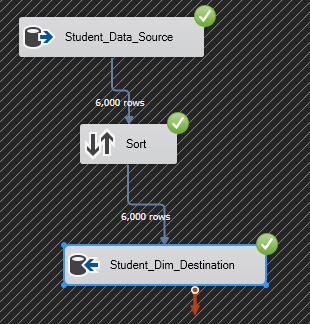 Student_Data_Source
6,000 rows
Sort
6,000 rows
Student_Dim_Destination